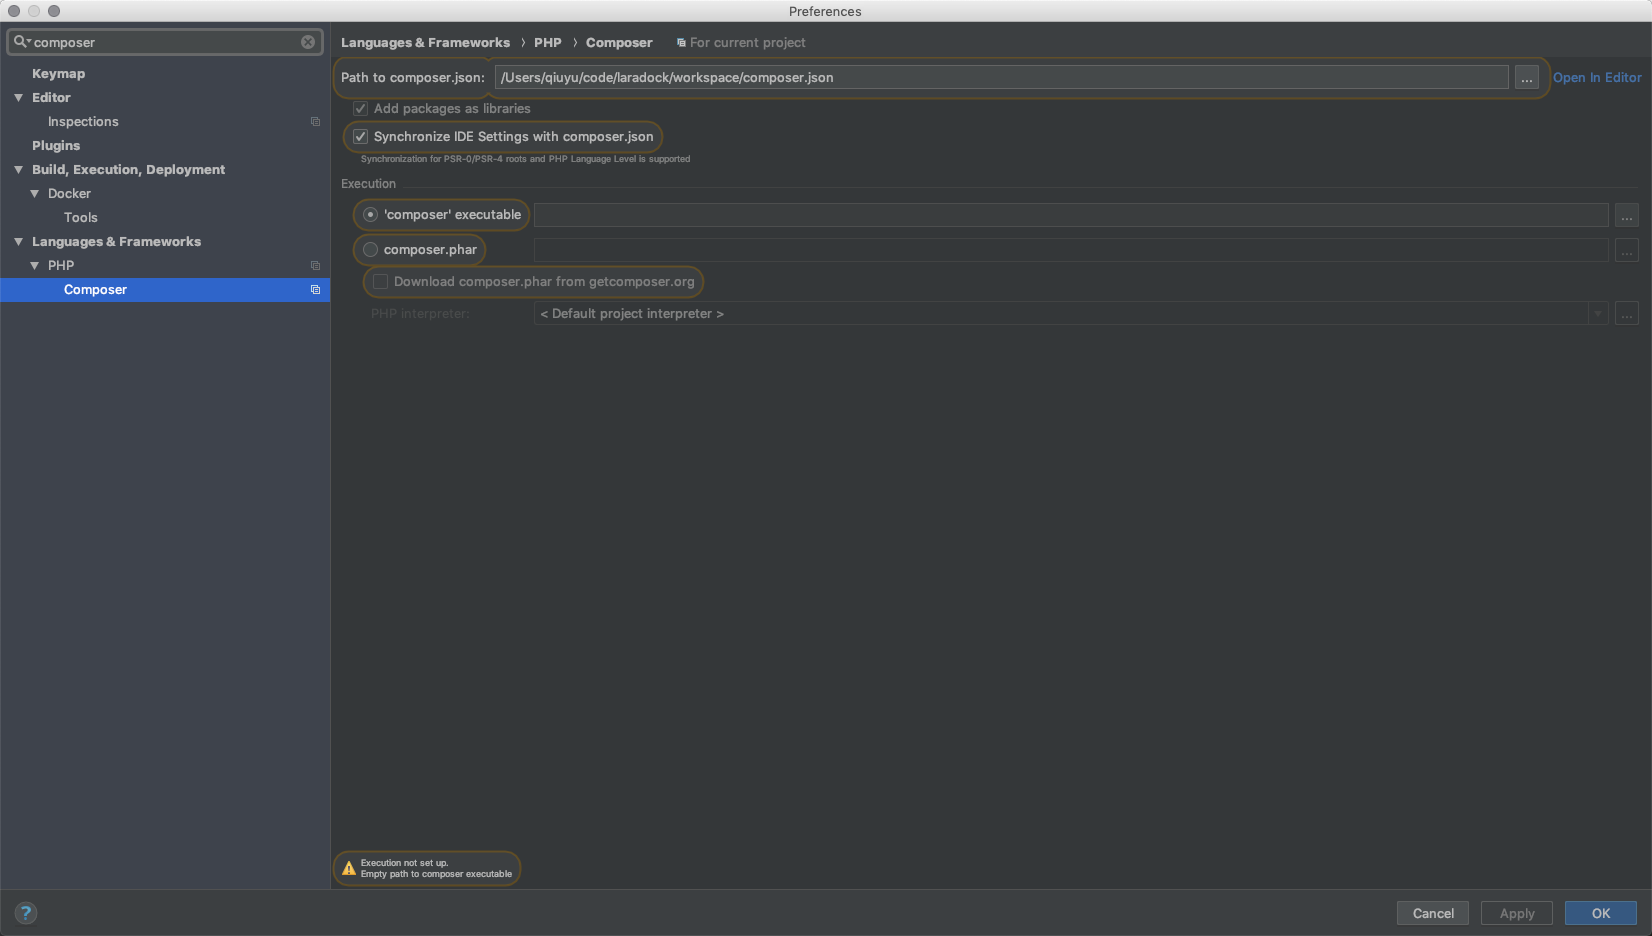 Preferences
composer
Keymap
Editor
Inspections
Plugins
Build, Execution, Deployment
Docker
Tools
Languages & Frameworks
PHP
Composer
Languages & Frameworks › PHP › Composer For current project
Path to composer.json: /Users/qiuyu/code/laradock/workspace/composer.json ... Open In Editor
Add packages as libraries
Synchronize IDE Settings with composer.json
Synchronization for PSR-0/PSR-4 roots and PHP Language Level is supported
Execution
'composer' executable ...
composer.phar ...
Download composer.phar from getcomposer.org
PHP interpreter: < Default project interpreter > ...
Execution not set up.
Empty path to composer executable
? Cancel Apply OK